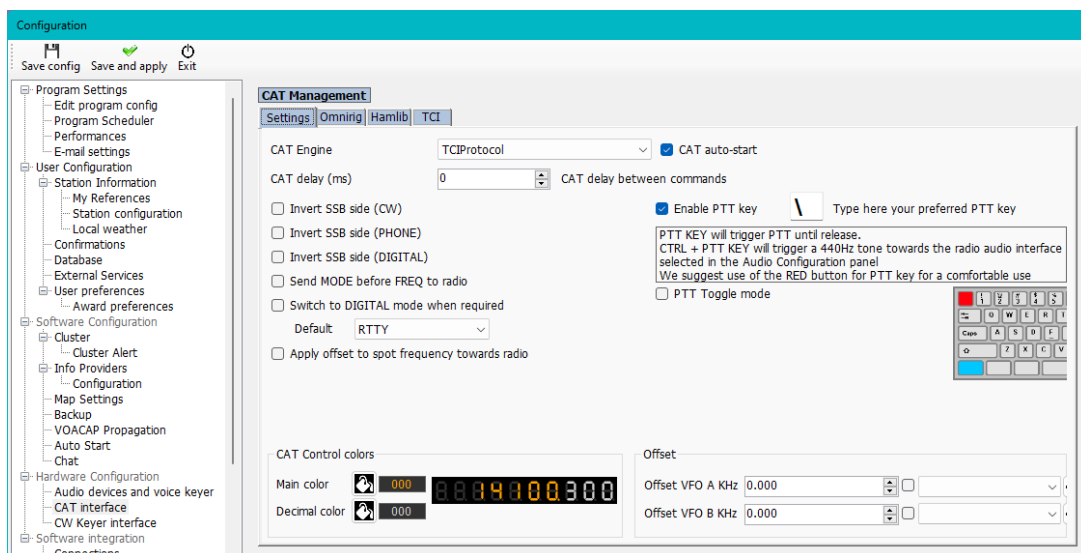 Configuration
Save config Save and apply Exit
Program Settings
Edit program config
Program Scheduler
Performances
E-mail settings
User Configuration
Station Information
My References
Station configuration
Local weather
Confirmations
Database
External Services
User preferences
Award preferences
Software Configuration
Cluster
Cluster Alert
Info Providers
Configuration
Map Settings
Backup
VOACAP Propagation
Auto Start
Chat
Hardware Configuration
Audio devices and voice keyer
CAT interface
CW Keyer interface
Software integration
Connections
CAT Management
Settings Omnirig Hamlib TCI
CAT Engine TCIProtocol CAT auto-start
CAT delay (ms) 0 CAT delay between commands
Invert SSB side (CW)
Invert SSB side (PHONE)
Invert SSB side (DIGITAL)
Send MODE before FREQ to radio
Switch to DIGITAL mode when required
Default RTTY
Apply offset to spot frequency towards radio
Enable PTT key \ Type here your preferred PTT key
PTT KEY will trigger PTT until release.
CTRL + PTT KEY will trigger a 440Hz tone towards the radio audio interface
selected in the Audio Configuration panel
We suggest use of the RED button for PTT key for a comfortable use
PTT Toggle mode
Q W E R T
Caps A S D F
Z X C V
CAT Control colors
Main color 000
Decimal color 000
14100.300
Offset
Offset VFO A KHz 0.000
Offset VFO B KHz 0.000